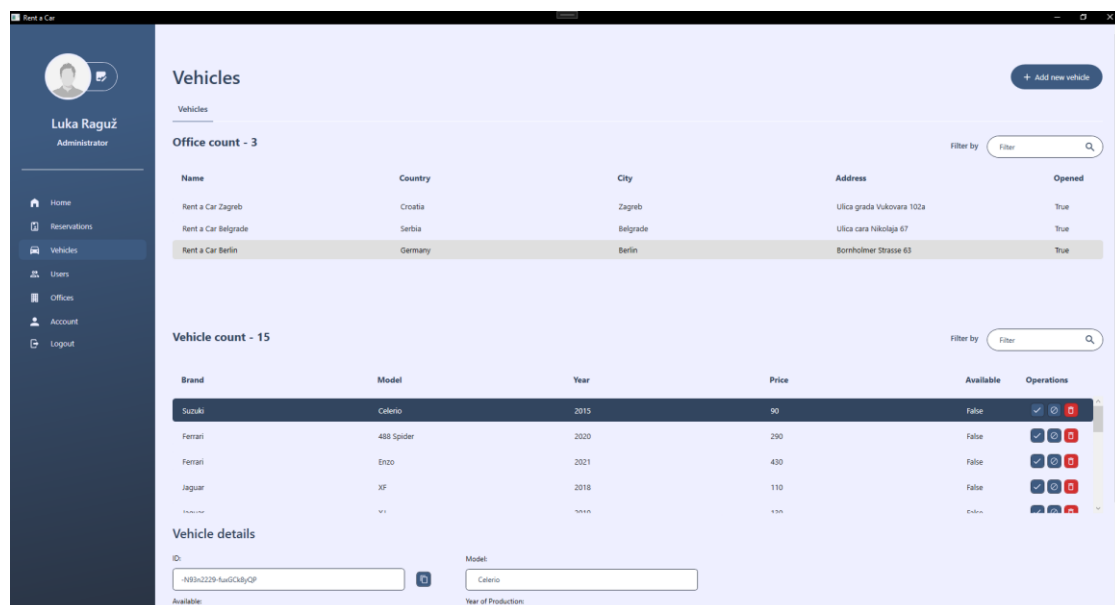 Rent a Car
Luka Raguž
Administrator
Home
Reservations
Vehicles
Users
Offices
Account
Logout
Vehicles
+ Add new vehicle
Vehicles
Office count - 3
Filter by Filter
Name Country City Address Opened
Rent a Car Zagreb Croatia Zagreb Ulica grada Vukovara 102a True
Rent a Car Belgrade Serbia Belgrade Ulica cara Nikolaja 67 True
Rent a Car Berlin Germany Berlin Bornholmer Strasse 63 True
Vehicle count - 15
Filter by Filter
Brand Model Year Price Available Operations
Suzuki Celerio 2015 90 False
Ferrari 488 Spider 2020 290 False
Ferrari Enzo 2021 430 False
Jaguar XF 2018 110 False
Jaguar XJ 2019 130 False
Vehicle details
ID: Model:
Celerio
Available: Year of Production: